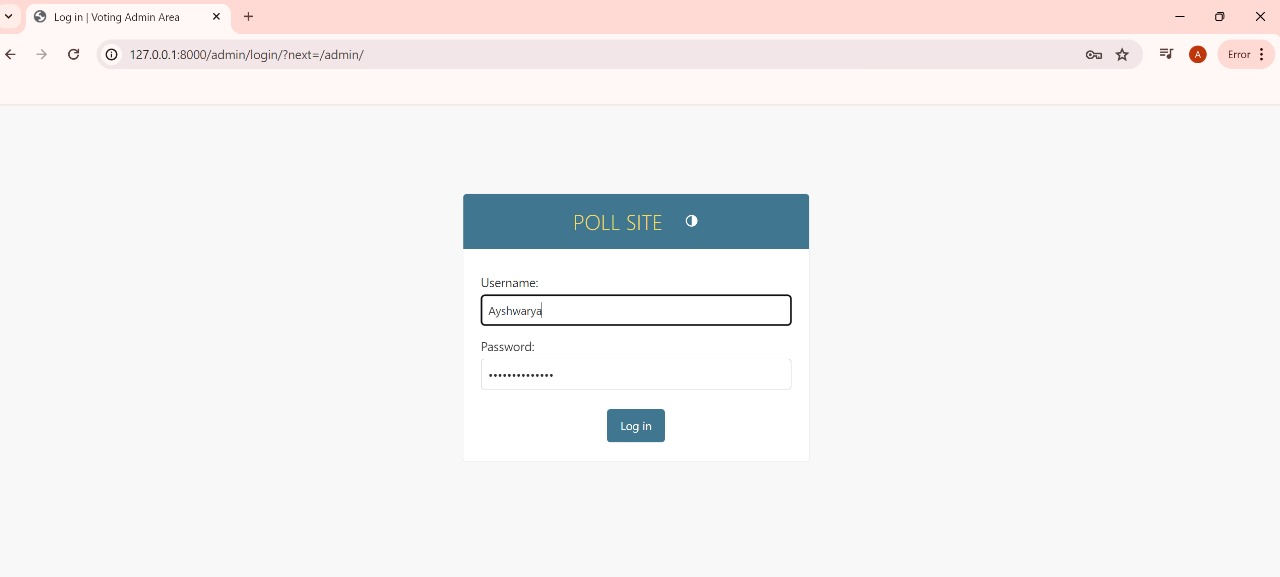 Log in | Voting Admin Area
127.0.0.1:8000/admin/login/?next=/admin/
A
Error
POLL SITE
Username:
Ayshwarya
Password:
••••••••••••••
Log in